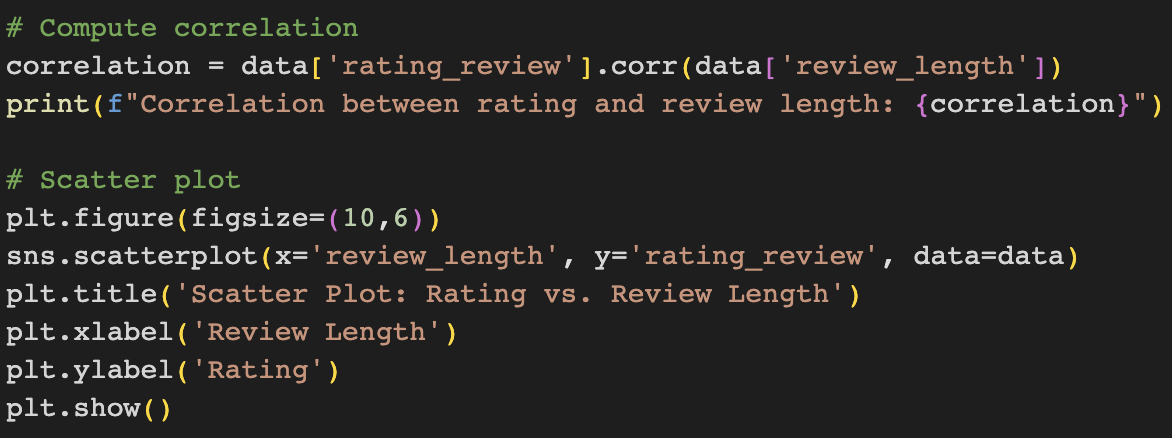 # Compute correlation
correlation = data['rating_review'].corr(data['review_length'])
print(f"Correlation between rating and review length: {correlation}")
# Scatter plot
plt.figure(figsize=(10,6))
sns.scatterplot(x='review_length', y='rating_review', data=data)
plt.title('Scatter Plot: Rating vs. Review Length')
plt.xlabel('Review Length')
plt.ylabel('Rating')
plt.show()